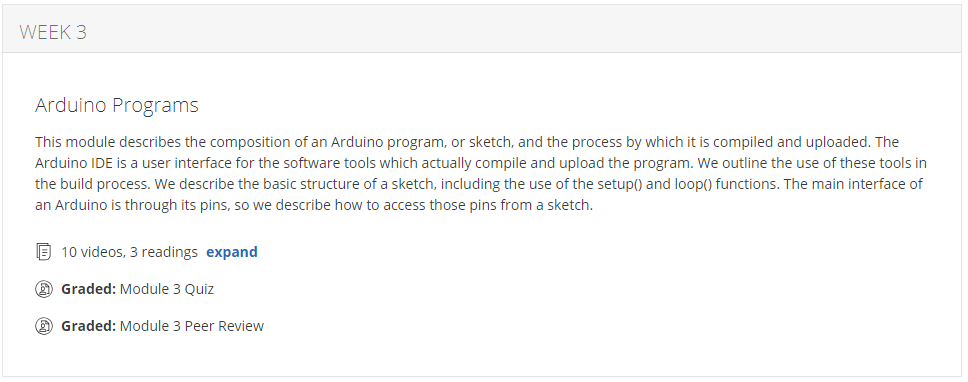 WEEK 3
Arduino Programs
This module describes the composition of an Arduino program, or sketch, and the process by which it is compiled and uploaded. The
Arduino IDE is a user interface for the software tools which actually compile and upload the program. We outline the use of these tools in
the build process. We describe the basic structure of a sketch, including the use of the setup() and loop() functions. The main interface of
an Arduino is through its pins, so we describe how to access those pins from a sketch.
10 videos, 3 readings expand
Graded: Module 3 Quiz
Graded: Module 3 Peer Review